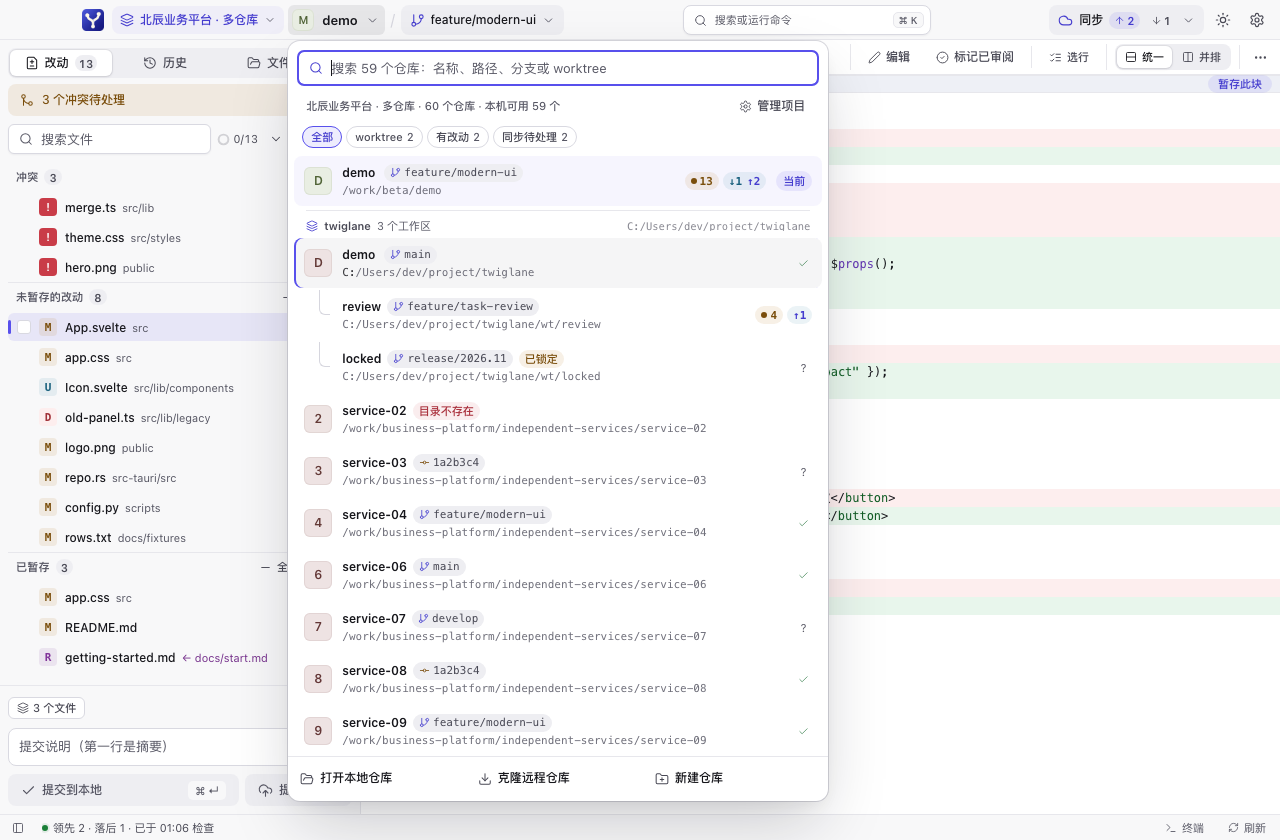 北辰业务平台 · 多仓库
M demo / feature/modern-ui
搜索或运行命令 ⌘ K
同步 ↑ 2 ↓ 1
改动 13 历史 文件
编辑 标记已审阅 选行 统一 并排 ...
搜索 59 个仓库：名称、路径、分支或 worktree
3 个冲突待处理
暂存此块
北辰业务平台 · 多仓库 · 60 个仓库 · 本机可用 59 个 管理项目
搜索文件 0/13
全部 worktree 2 有改动 2 同步待处理 2
冲突 3
! merge.ts src/lib
! theme.css src/styles
! hero.png public
未暂存的改动 8
M App.svelte src
M app.css src
U Icon.svelte src/lib/components
D old-panel.ts src/lib/legacy
M logo.png public
M repo.rs src-tauri/src
M config.py scripts
M rows.txt docs/fixtures
已暂存 3 — 全
M app.css src
M README.md
R getting-started.md ← docs/start.md
3 个文件
提交说明（第一行是摘要）
提交到本地 ⌘ ↵
提
D demo feature/modern-ui 13 ↓1 ↑2 当前
/work/beta/demo
twiglane 3 个工作区 C:/Users/dev/project/twiglane
D demo main
C:/Users/dev/project/twiglane
review feature/task-review 4 ↑1
C:/Users/dev/project/twiglane/wt/review
locked release/2026.11 已锁定 ?
C:/Users/dev/project/twiglane/wt/locked
2 service-02 目录不存在
/work/business-platform/independent-services/service-02
3 service-03 1a2b3c4 ?
/work/business-platform/independent-services/service-03
4 service-04 feature/modern-ui
/work/business-platform/independent-services/service-04
6 service-06 main
/work/business-platform/independent-services/service-06
7 service-07 develop ?
/work/business-platform/independent-services/service-07
8 service-08 1a2b3c4
/work/business-platform/independent-services/service-08
9 service-09 feature/modern-ui
/work/business-platform/independent-services/service-09
打开本地仓库 克隆远程仓库 新建仓库
$props();
act" });
</button>
</button>
领先 2 · 落后 1 · 已于 01:06 检查
终端 刷新